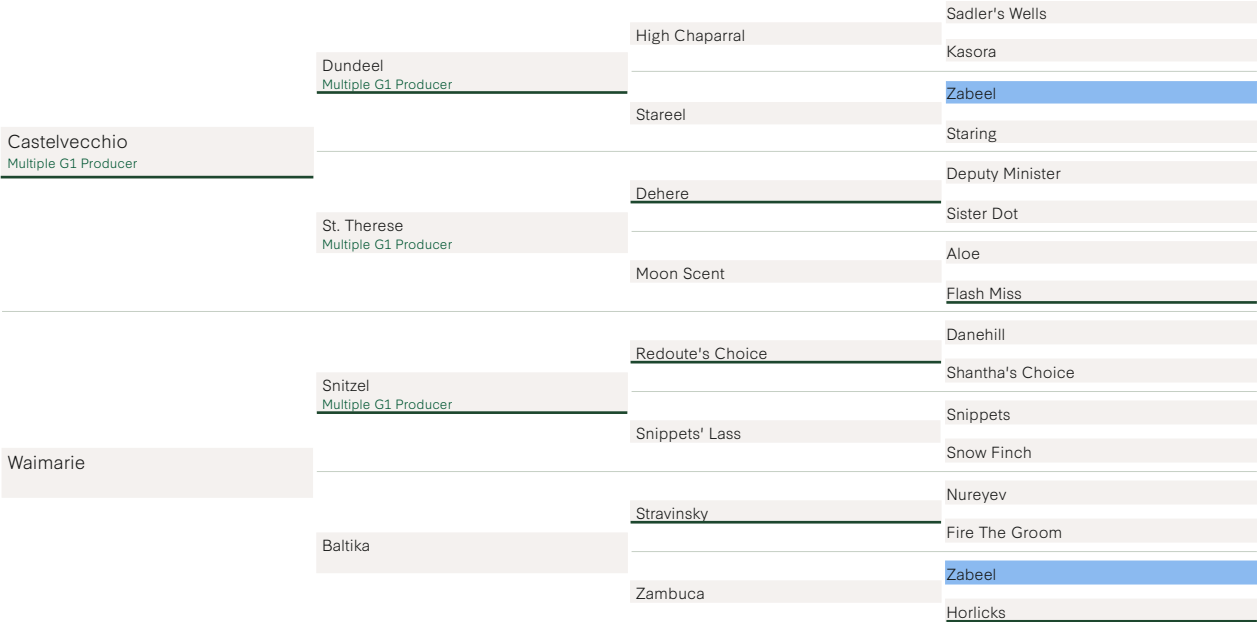 Castelvecchio
Multiple G1 Producer
Waimarie
Dundeel
Multiple G1 Producer
St. Therese
Multiple G1 Producer
Snitzel
Multiple G1 Producer
Baltika
High Chaparral
Stareel
Dehere
Moon Scent
Redoute's Choice
Snippets' Lass
Stravinsky
Zambuca
Sadler's Wells
Kasora
Zabeel
Staring
Deputy Minister
Sister Dot
Aloe
Flash Miss
Danehill
Shantha's Choice
Snippets
Snow Finch
Nureyev
Fire The Groom
Zabeel
Horlicks